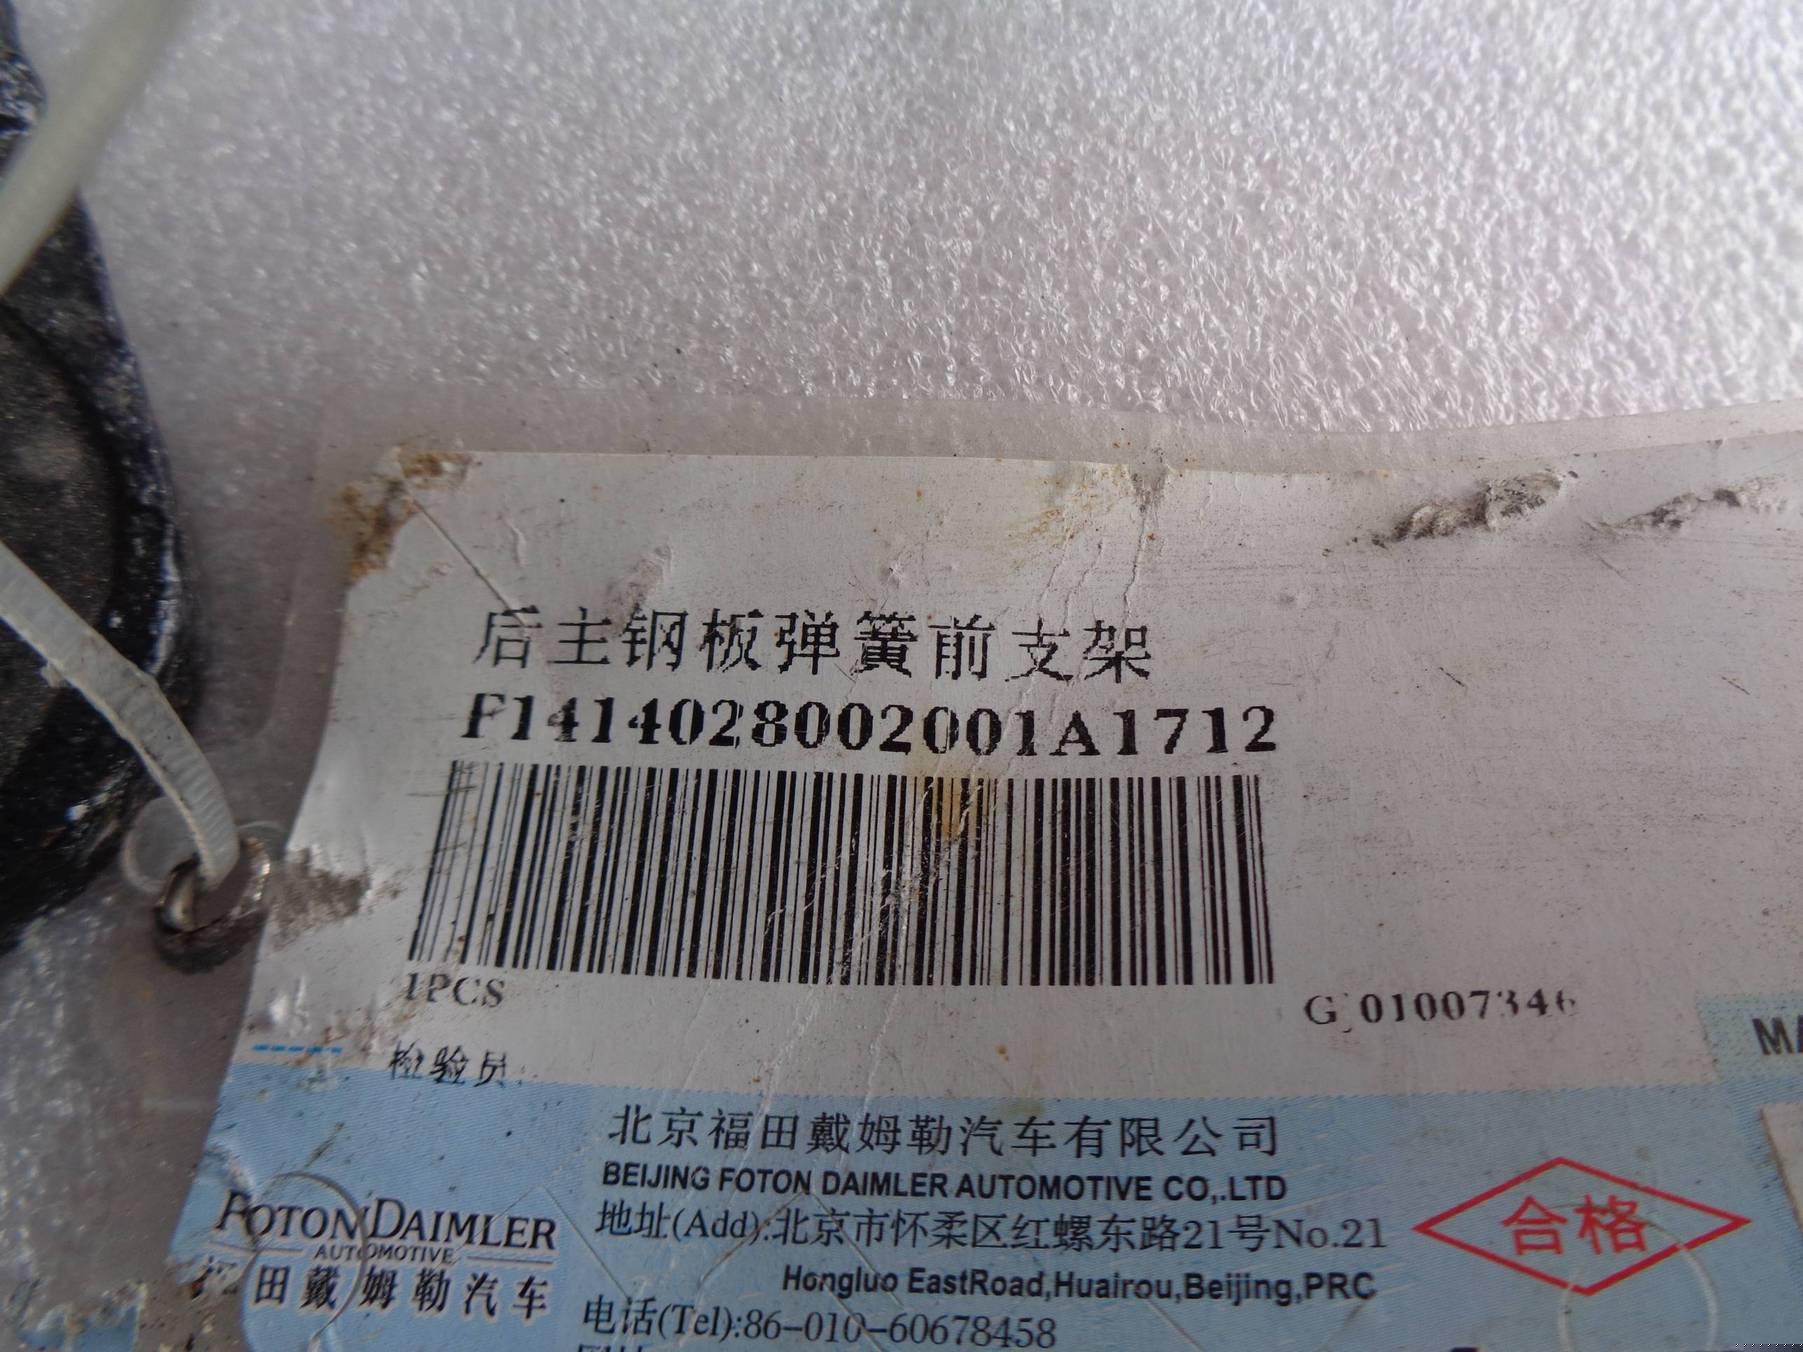 后主钢板弹簧前支架
F1414028002001A1712
1PCS
G 01007346
检验员:
MA
北京福田戴姆勒汽车有限公司
BEIJING FOTON DAIMLER AUTOMOTIVE CO,.LTD
地址(Add):北京市怀柔区红螺东路21号No.21
Hongluo EastRoad,Huairou,Beijing,PRC
电话(Tel):86-010-60678458
FOTON DAIMLER
AUTOMOTIVE
福田戴姆勒汽车
合格